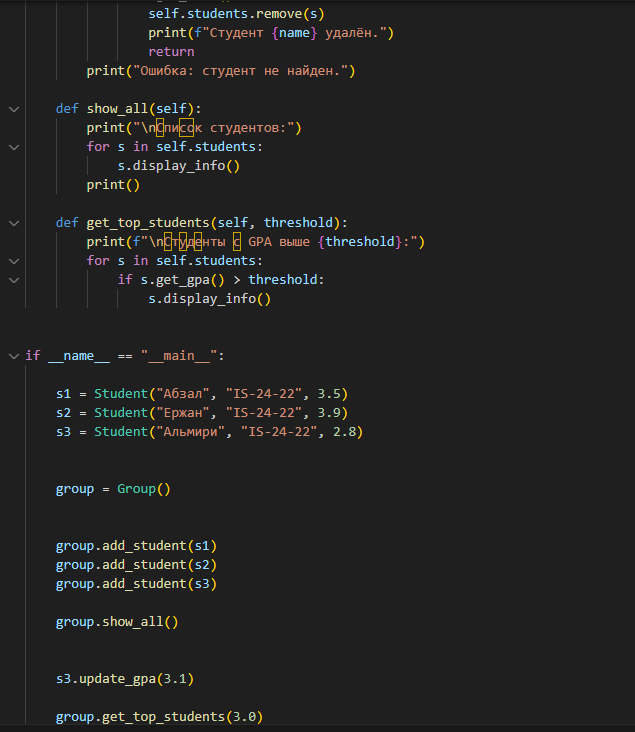 self.students.remove(s)
                print(f"Студент {name} удалён.")
                return
        print("Ошибка: студент не найден.")

    def show_all(self):
        print("\nСписок студентов:")
        for s in self.students:
            s.display_info()
        print()

    def get_top_students(self, threshold):
        print(f"\nСтуденты с GPA выше {threshold}:")
        for s in self.students:
            if s.get_gpa() > threshold:
                s.display_info()


if __name__ == "__main__":

    s1 = Student("Абзал", "IS-24-22", 3.5)
    s2 = Student("Ержан", "IS-24-22", 3.9)
    s3 = Student("Альмири", "IS-24-22", 2.8)


    group = Group()


    group.add_student(s1)
    group.add_student(s2)
    group.add_student(s3)

    group.show_all()


    s3.update_gpa(3.1)

    group.get_top_students(3.0)